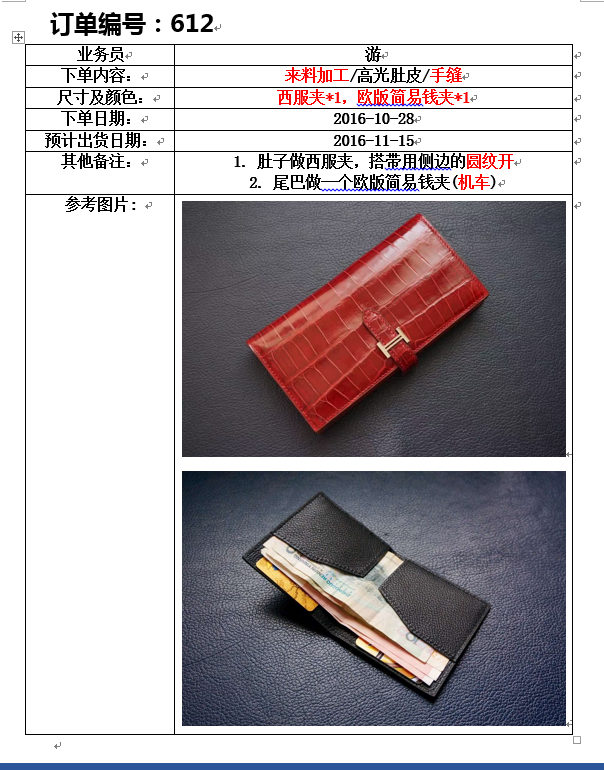 订单编号：612
业务员 游
下单内容： 来料加工/高光肚皮/手缝
尺寸及颜色： 西服夹*1，欧版简易钱夹*1
下单日期： 2016-10-28
预计出货日期： 2016-11-15
其他备注： 1. 肚子做西服夹，搭带用侧边的圆纹开
2. 尾巴做一个欧版简易钱夹(机车)
参考图片: